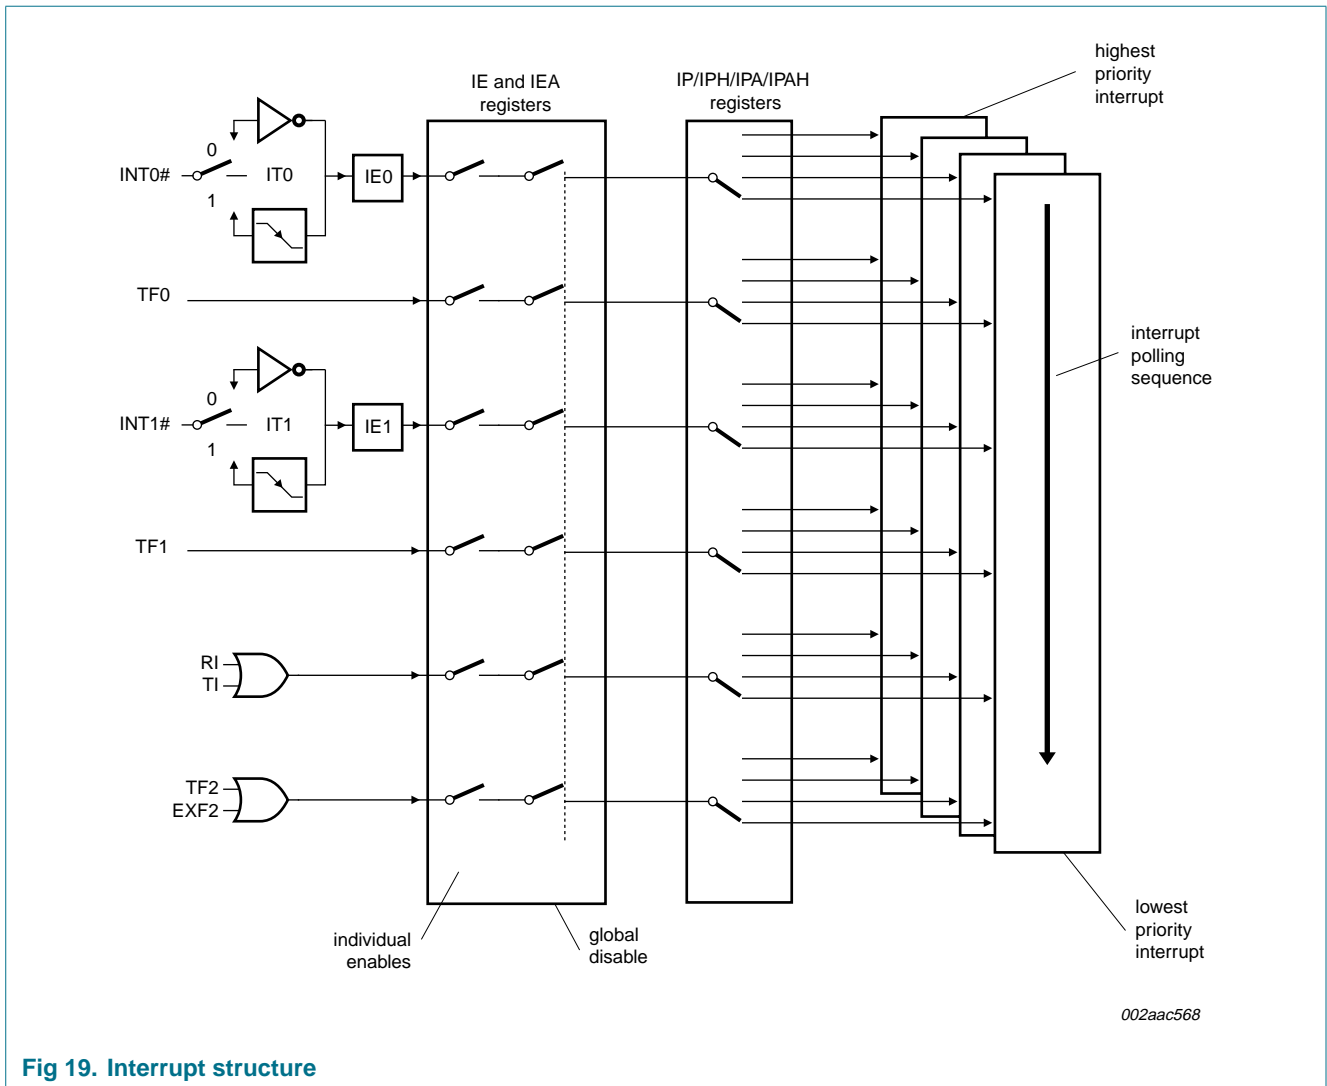 highest
priority
interrupt
IE and IEA
registers
IP/IPH/IPA/IPAH
registers
0
INT0#
IT0
IE0
1
TF0
interrupt
polling
sequence
0
INT1#
IT1
IE1
1
TF1
RI
TI
TF2
EXF2
individual
enables
global
disable
lowest
priority
interrupt
002aac568
Fig 19. Interrupt structure